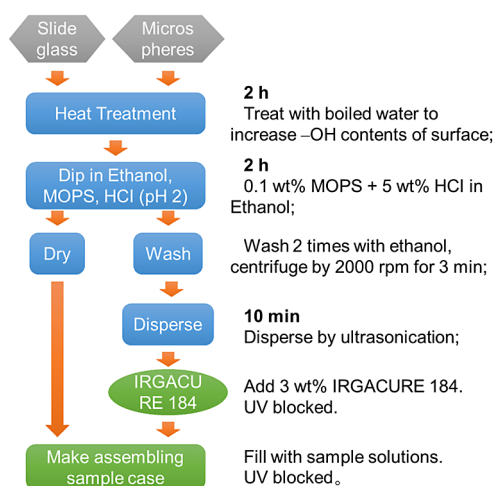 Slide
glass
Micros
pheres
Heat Treatment
2 h
Treat with boiled water to
increase –OH contents of surface;
Dip in Ethanol,
MOPS, HCI (pH 2)
2 h
0.1 wt% MOPS + 5 wt% HCI in
Ethanol;
Dry
Wash
Wash 2 times with ethanol,
centrifuge by 2000 rpm for 3 min;
Disperse
10 min
Disperse by ultrasonication;
IRGACU
RE 184
Add 3 wt% IRGACURE 184.
UV blocked.
Make assembling
sample case
Fill with sample solutions.
UV blocked。